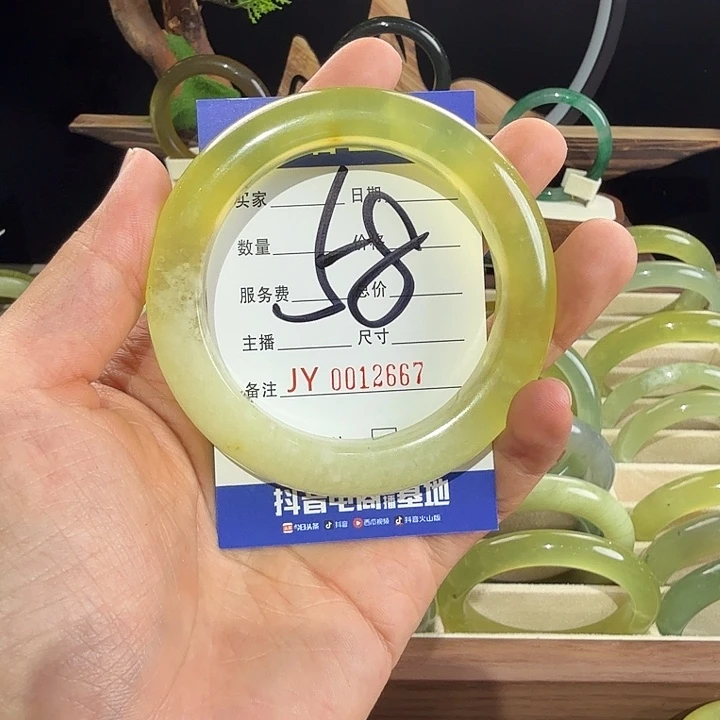 买家 日期
数量 价格
服务费 总价
主播 尺寸
备注 JY 0012667
58
抖音电商直播基地
今日头条 抖音 西瓜视频 抖音火山版